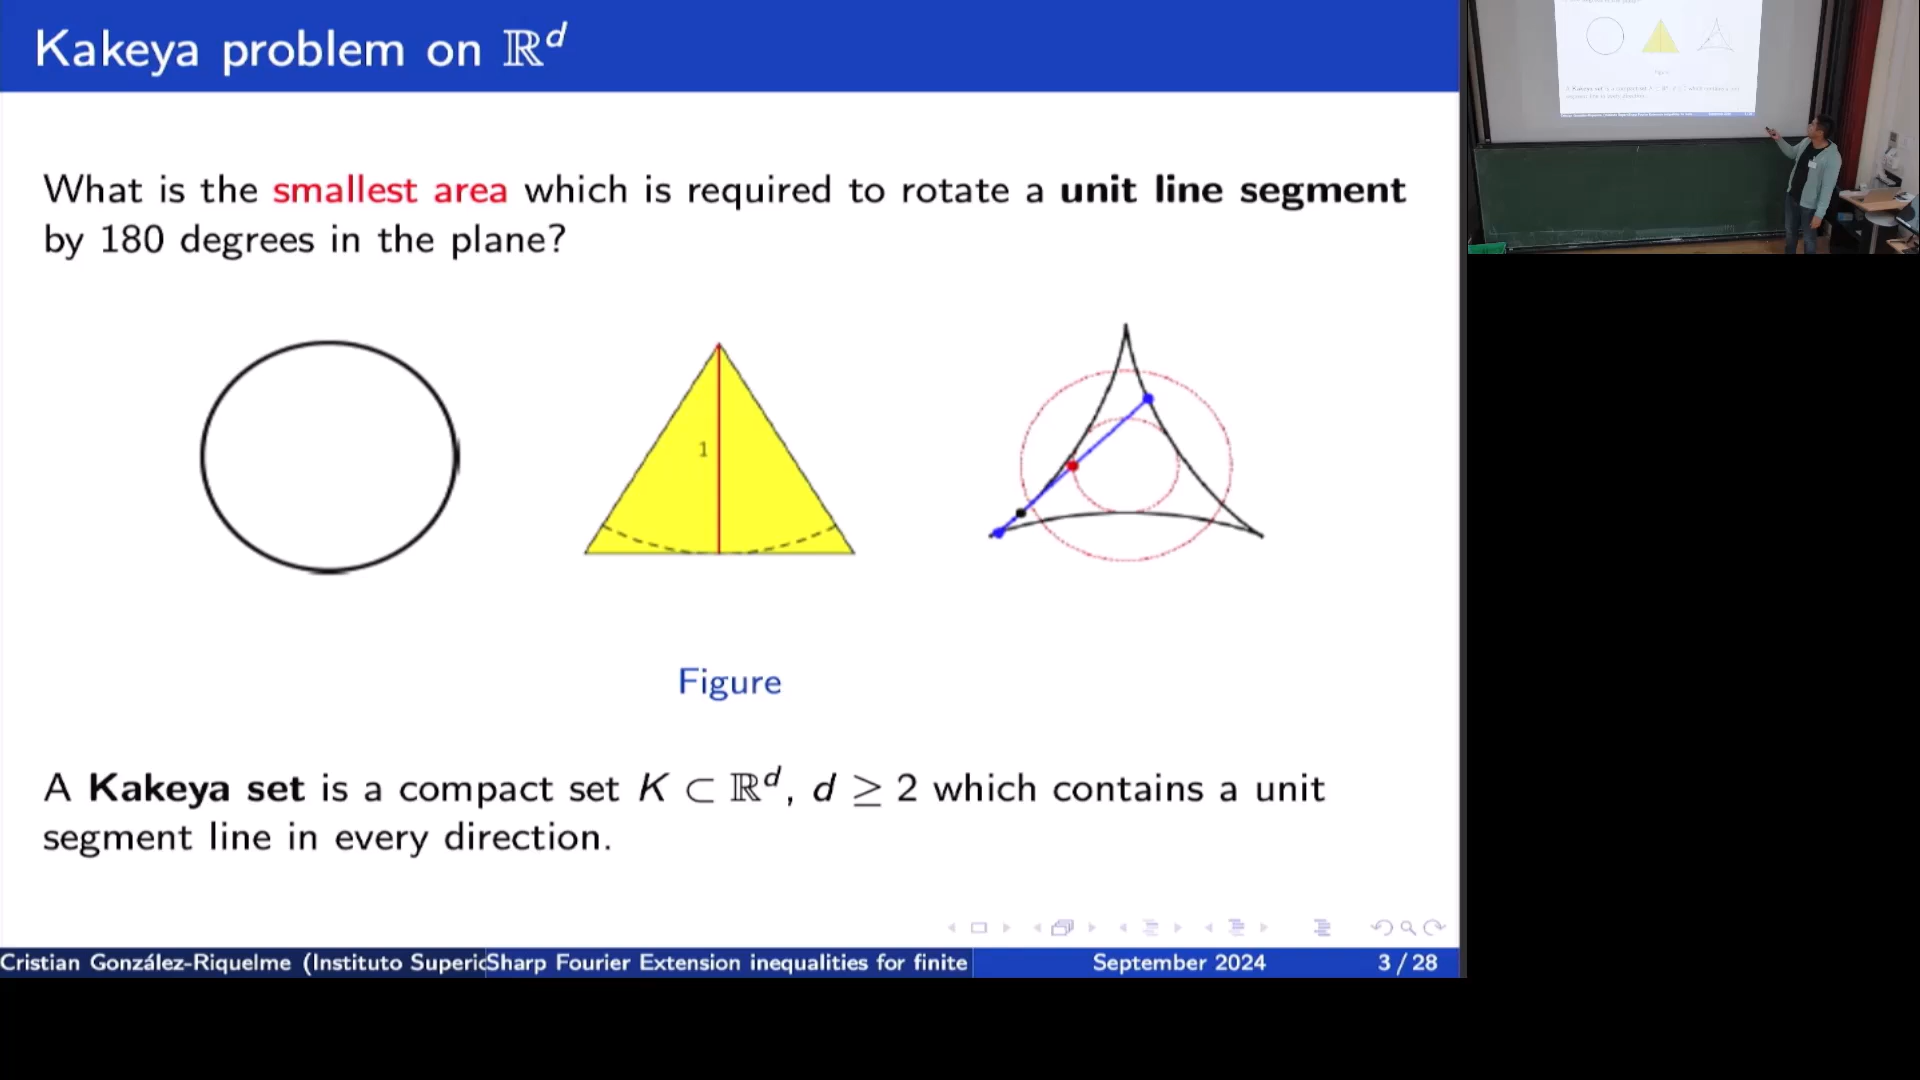 Kakeya problem on ℝᵈ
What is the smallest area which is required to rotate a unit line segment
by 180 degrees in the plane?
1
Figure
A Kakeya set is a compact set K ⊂ ℝᵈ, d ≥ 2 which contains a unit
segment line in every direction.
Cristian González-Riquelme (Instituto Superic Sharp Fourier Extension inequalities for finite September 2024 3 / 28